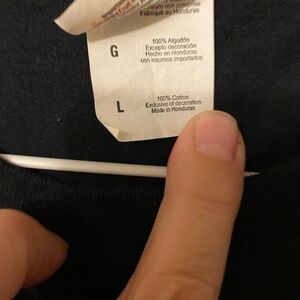 Fabriqué au Honduras
G
100% Algodón
Excepto decoración
Hecho en Honduras
con insumos importados
L
100% Cotton
Exclusive of decoration
Made in Honduras